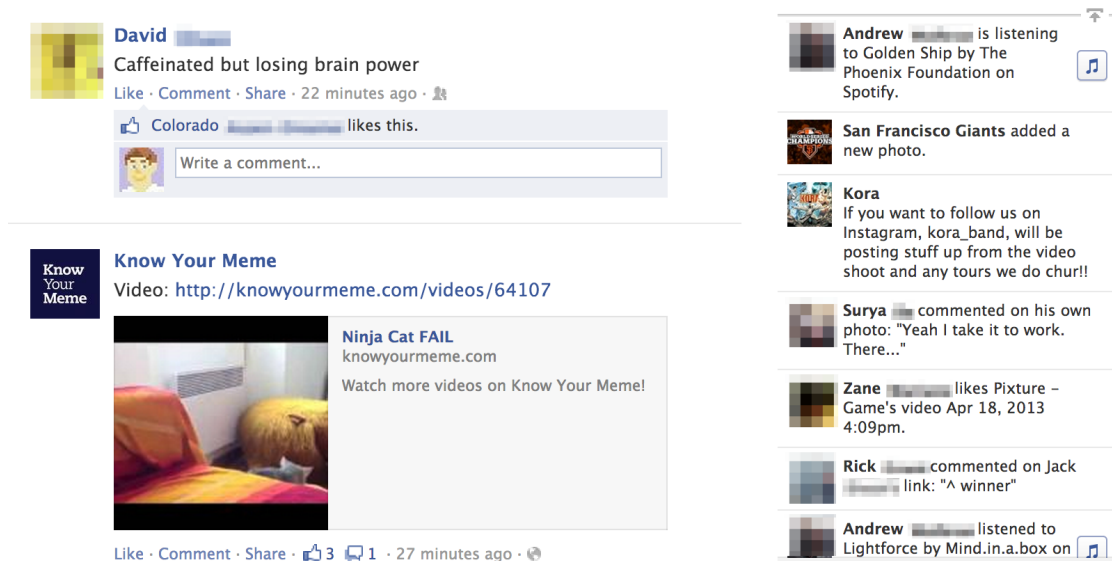 David
Caffeinated but losing brain power
Like · Comment · Share · 22 minutes ago ·
Colorado likes this.
Write a comment...
Know
Your
Meme
Know Your Meme
Video: http://knowyourmeme.com/videos/64107
Ninja Cat FAIL
knowyourmeme.com
Watch more videos on Know Your Meme!
Like · Comment · Share · 3 1 · 27 minutes ago ·
Andrew is listening
to Golden Ship by The
Phoenix Foundation on
Spotify.
WORLD SERIES
CHAMPIONS
San Francisco Giants added a
new photo.
KORA
Kora
If you want to follow us on
Instagram, kora_band, will be
posting stuff up from the video
shoot and any tours we do chur!!
Surya commented on his own
photo: "Yeah I take it to work.
There..."
Zane likes Pixture –
Game's video Apr 18, 2013
4:09pm.
Rick commented on Jack
link: "^ winner"
Andrew listened to
Lightforce by Mind.in.a.box on